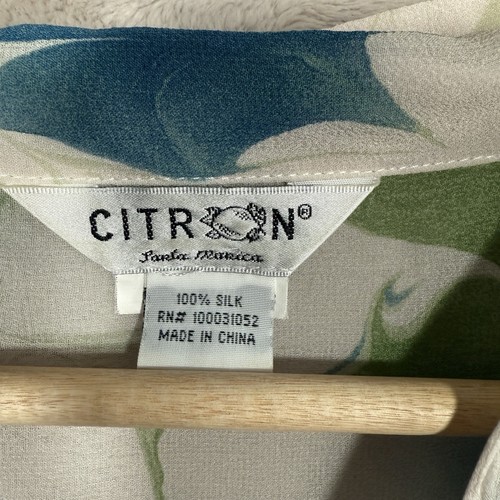 CITRON®
Santa Monica
100% SILK
RN# 100031052
MADE IN CHINA